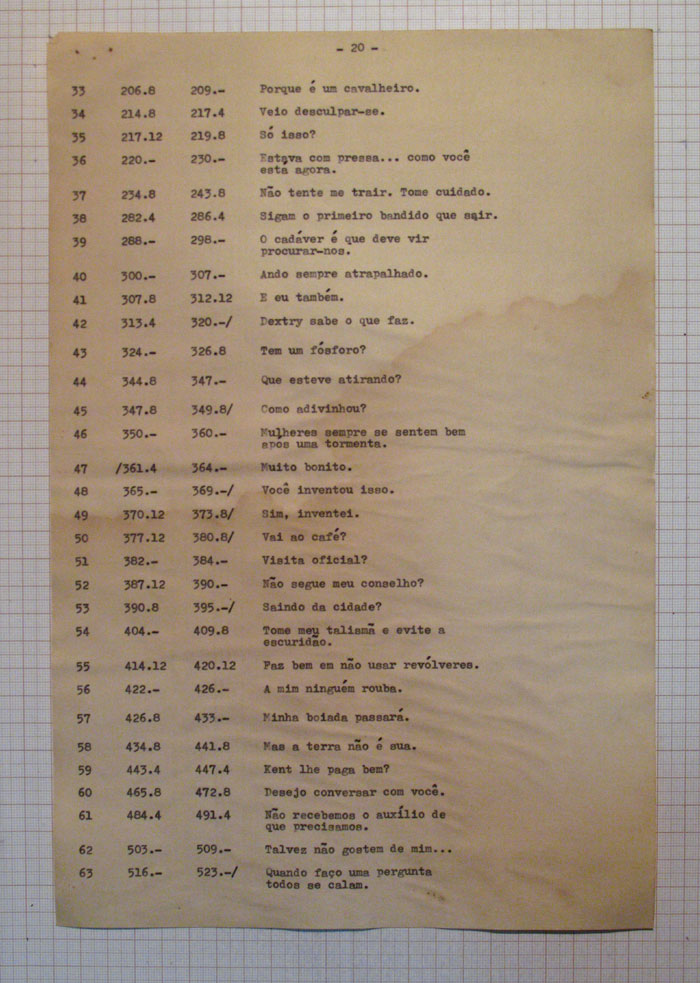 - 20 -
33 206.8 209.- Porque é um cavalheiro.
34 214.8 217.4 Veio desculpar-se.
35 217.12 219.8 Só isso?
36 220.- 230.- Estava com pressa... como você
está agora.
37 234.8 243.8 Não tente me trair. Tome cuidado.
38 282.4 286.4 Sigam o primeiro bandido que sair.
39 288.- 298.- O cadáver é que deve vir
procurar-nos.
40 300.- 307.- Ando sempre atrapalhado.
41 307.8 312.12 E eu também.
42 313.4 320.-/ Dextry sabe o que faz.
43 324.- 326.8 Tem um fósforo?
44 344.8 347.- Que esteve atirando?
45 347.8 349.8/ Como adivinhou?
46 350.- 360.- Mulheres sempre se sentem bem
após uma tormenta.
47 /361.4 364.- Muito bonito.
48 365.- 369.-/ Você inventou isso.
49 370.12 373.8/ Sim, inventei.
50 377.12 380.8/ Vai ao café?
51 382.- 384.- Visita oficial?
52 387.12 390.- Não segue meu conselho?
53 390.8 395.-/ Saindo da cidade?
54 404.- 409.8 Tome meu talismã e evite a
escuridão.
55 414.12 420.12 Faz bem em não usar revólveres.
56 422.- 426.- A mim ninguém rouba.
57 426.8 433.- Minha boiada passará.
58 434.8 441.8 Mas a terra não é sua.
59 443.4 447.4 Kent lhe paga bem?
60 465.8 472.8 Desejo conversar com você.
61 484.4 491.4 Não recebemos o auxílio de
que precisamos.
62 503.- 509.- Talvez não gostem de mim...
63 516.- 523.-/ Quando faço uma pergunta
todos se calam.